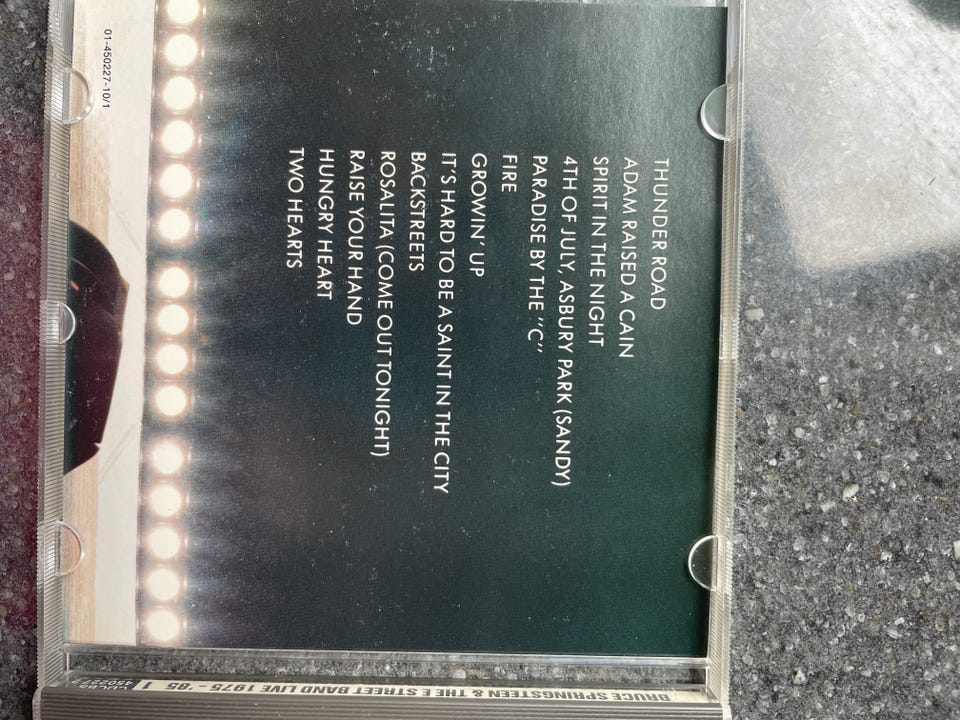 THUNDER ROAD
ADAM RAISED A CAIN
SPIRIT IN THE NIGHT
4TH OF JULY, ASBURY PARK (SANDY)
PARADISE BY THE "C"
FIRE
GROWIN' UP
IT'S HARD TO BE A SAINT IN THE CITY
BACKSTREETS
ROSALITA (COME OUT TONIGHT)
RAISE YOUR HAND
HUNGRY HEART
TWO HEARTS
01-450227-10/1
BRUCE SPRINGSTEEN & THE E STREET BAND LIVE 1975 - '85 1
CDCBS
4502272